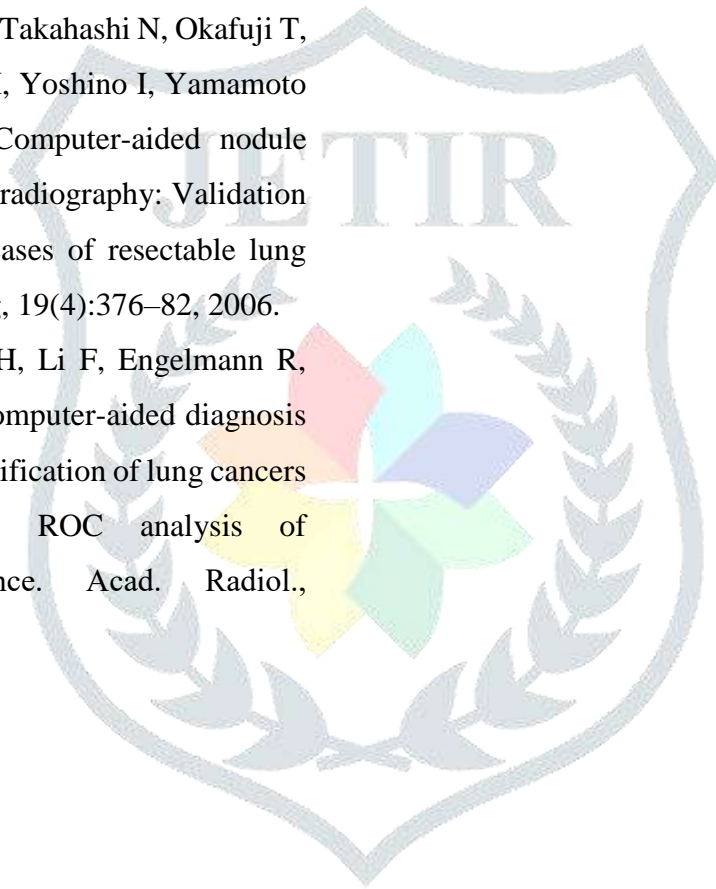 Takahashi N, Okafuji T,
, Yoshino I, Yamamoto
Computer-aided nodule
radiography: Validation
ases of resectable lung
, 19(4):376–82, 2006.
H, Li F, Engelmann R,
omputer-aided diagnosis
ification of lung cancers
ROC analysis of
nce. Acad. Radiol.,
JETIR